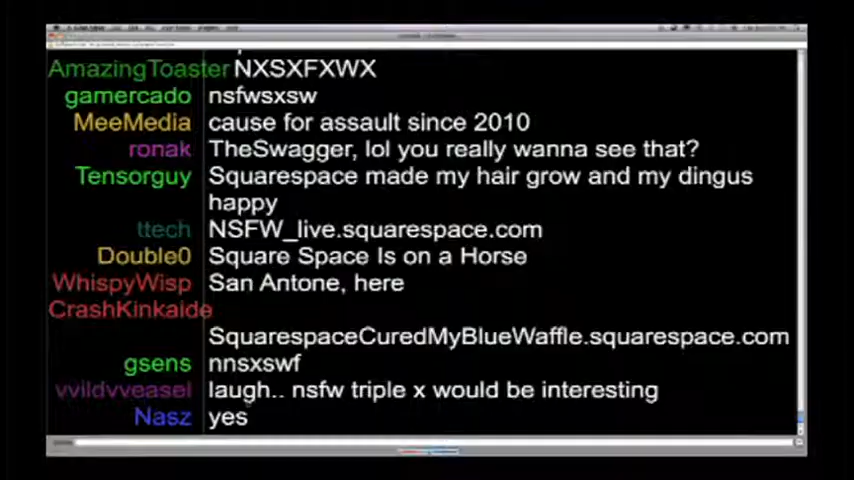 AmazingToaster NXSXFXWX
gamercado nsfwsxsw
MeeMedia cause for assault since 2010
ronak TheSwagger, lol you really wanna see that?
Tensorguy Squarespace made my hair grow and my dingus
happy
ttech NSFW_live.squarespace.com
Double0 Square Space Is on a Horse
WhispyWisp San Antone, here
CrashKinkaide
SquarespaceCuredMyBlueWaffle.squarespace.com
gsens nnsxswf
vvildvveasel laugh.. nsfw triple x would be interesting
Nasz yes